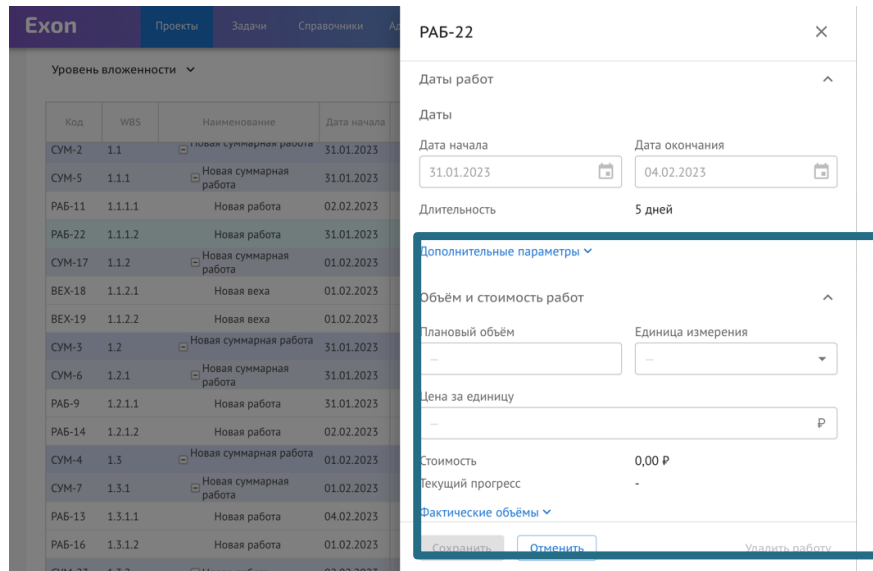 Exon
Проекты Задачи Справочники
РАБ-22
Уровень вложенности
Код WBS Наименование Дата начала
СУМ-2 1.1 Новая суммарная работа 31.01.2023
СУМ-5 1.1.1 Новая суммарная работа 31.01.2023
РАБ-11 1.1.1.1 Новая работа 02.02.2023
РАБ-22 1.1.1.2 Новая работа 31.01.2023
СУМ-17 1.1.2 Новая суммарная работа 01.02.2023
ВЕХ-18 1.1.2.1 Новая веха 01.02.2023
ВЕХ-19 1.1.2.2 Новая веха 01.02.2023
СУМ-3 1.2 Новая суммарная работа 31.01.2023
СУМ-6 1.2.1 Новая суммарная работа 31.01.2023
РАБ-9 1.2.1.1 Новая работа 31.01.2023
РАБ-14 1.2.1.2 Новая работа 02.02.2023
СУМ-4 1.3 Новая суммарная работа 01.02.2023
СУМ-7 1.3.1 Новая суммарная работа 01.02.2023
РАБ-13 1.3.1.1 Новая работа 04.02.2023
РАБ-16 1.3.1.2 Новая работа 01.02.2023
Даты работ
Даты
Дата начала Дата окончания
31.01.2023 04.02.2023
Длительность 5 дней
Дополнительные параметры
Объём и стоимость работ
Плановый объём Единица измерения
— —
Цена за единицу
— ₽
Стоимость 0,00 ₽
Текущий прогресс -
Фактические объёмы
Сохранить Отменить Удалить работу